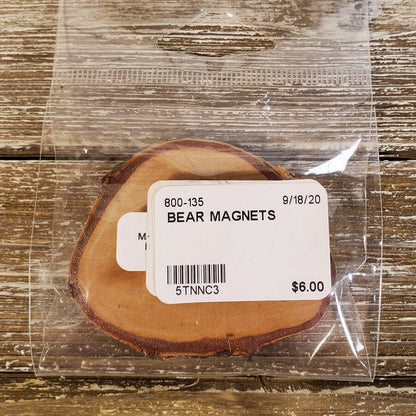 800-135 9/18/20
BEAR MAGNETS
5TNNC3
$6.00
M-